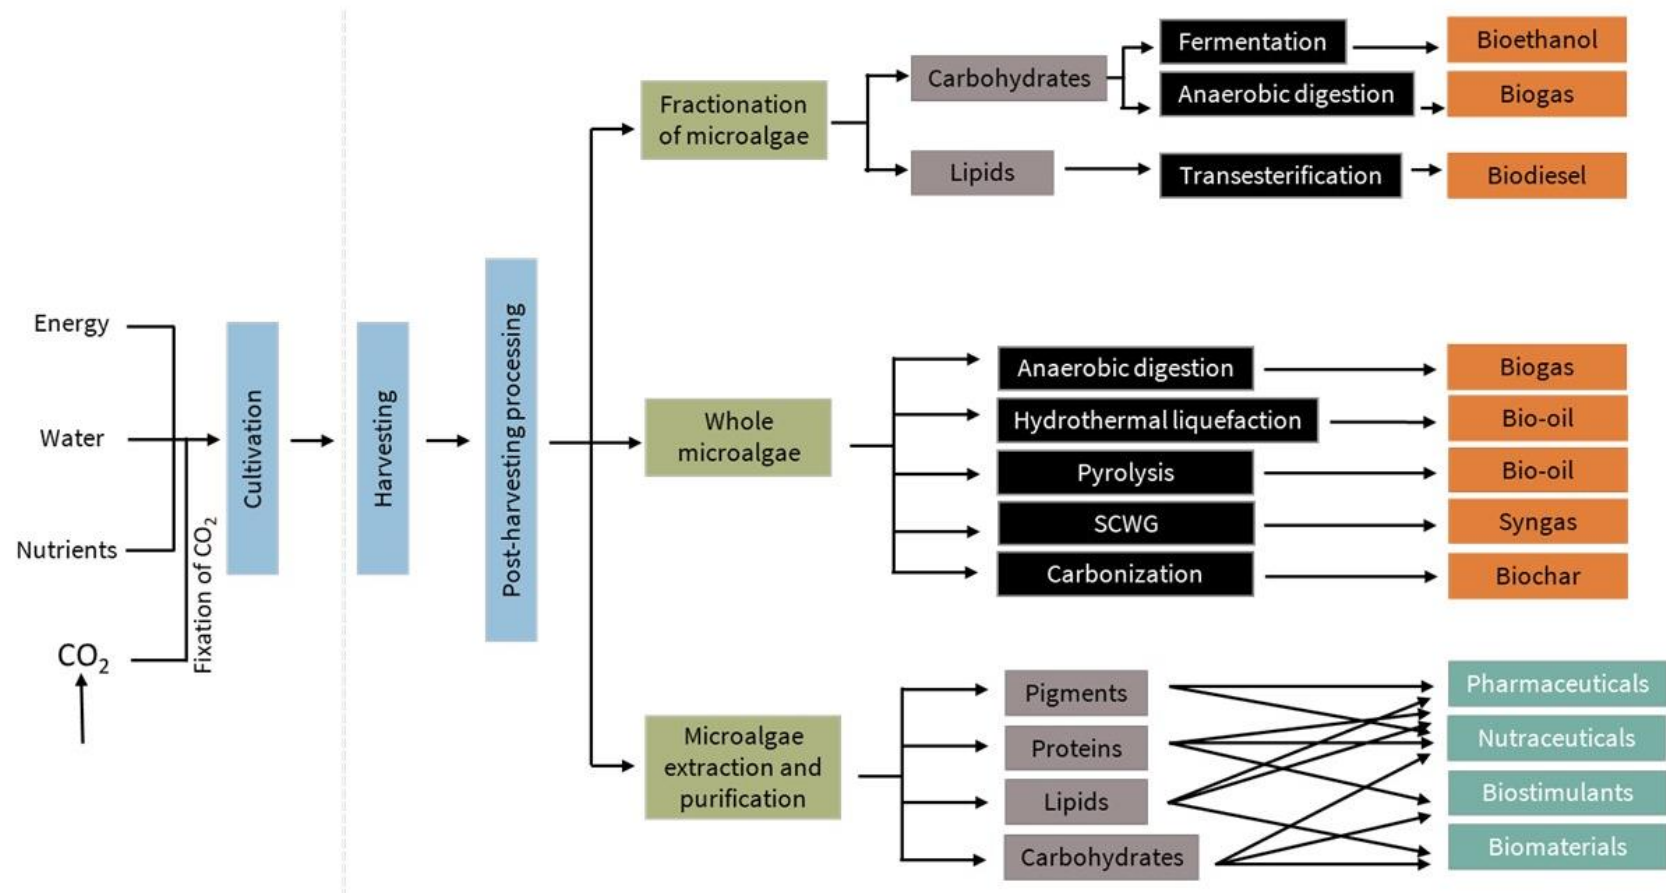 Energy
Water
Nutrients
CO₂
Fixation of CO₂
Cultivation
Harvesting
Post-harvesting processing
Fractionation
of microalgae
Carbohydrates
Fermentation
Bioethanol
Anaerobic digestion
Biogas
Lipids
Transesterification
Biodiesel
Whole
microalgae
Anaerobic digestion
Biogas
Hydrothermal liquefaction
Bio-oil
Pyrolysis
Bio-oil
SCWG
Syngas
Carbonization
Biochar
Microalgae
extraction and
purification
Pigments
Proteins
Lipids
Carbohydrates
Pharmaceuticals
Nutraceuticals
Biostimulants
Biomaterials